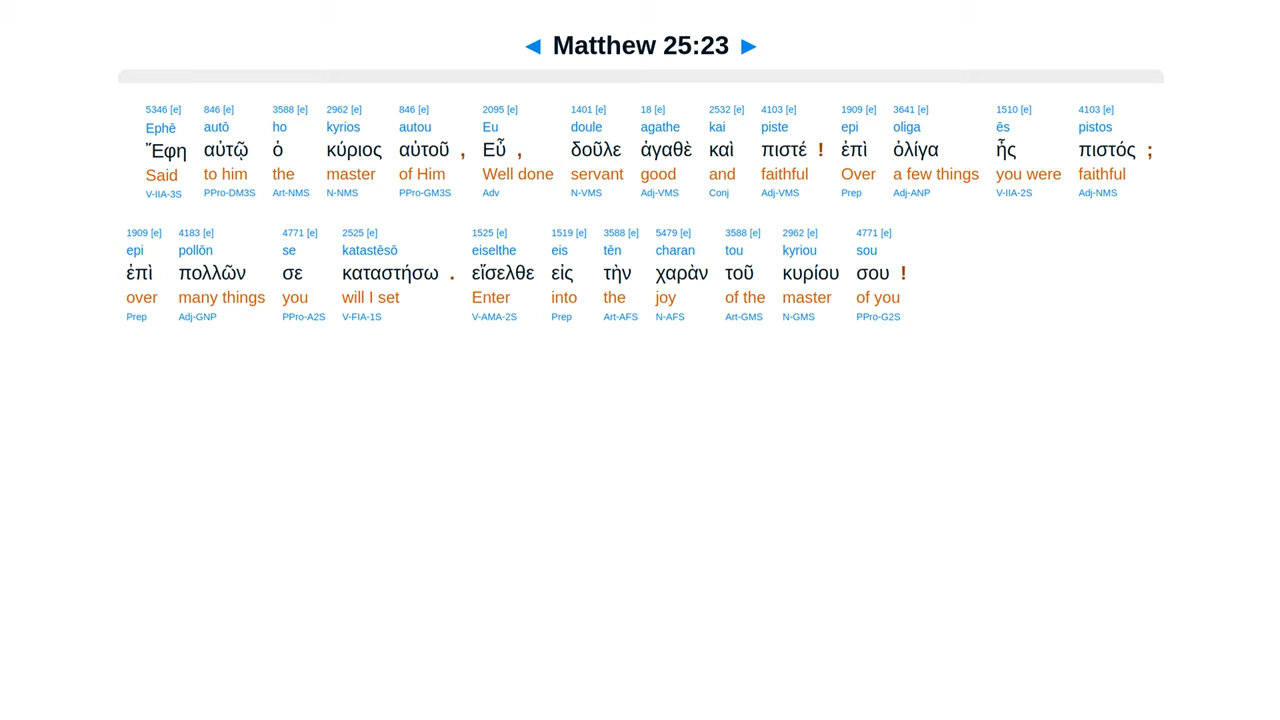 ◄ Matthew 25:23 ►
5346 [e] 846 [e] 3588 [e] 2962 [e] 846 [e] 2095 [e] 1401 [e] 18 [e] 2532 [e] 4103 [e] 1909 [e] 3641 [e] 1510 [e] 4103 [e]
Ephē autō ho kyrios autou Eu doule agathe kai piste epi oliga ēs pistos
Ἔφη αὐτῷ ὁ κύριος αὐτοῦ , Εὖ , δοῦλε ἀγαθὲ καὶ πιστέ ! ἐπὶ ὀλίγα ἦς πιστός ;
Said to him the master of Him Well done servant good and faithful Over a few things you were faithful
V-IIA-3S PPro-DM3S Art-NMS N-NMS PPro-GM3S Adv N-VMS Adj-VMS Conj Adj-VMS Prep Adj-ANP V-IIA-2S Adj-NMS
1909 [e] 4183 [e] 4771 [e] 2525 [e] 1525 [e] 1519 [e] 3588 [e] 5479 [e] 3588 [e] 2962 [e] 4771 [e]
epi pollōn se katastēsō eiselthe eis tēn charan tou kyriou sou
ἐπὶ πολλῶν σε καταστήσω . εἴσελθε εἰς τὴν χαρὰν τοῦ κυρίου σου !
over many things you will I set Enter into the joy of the master of you
Prep Adj-GNP PPro-A2S V-FIA-1S V-AMA-2S Prep Art-AFS N-AFS Art-GMS N-GMS PPro-G2S